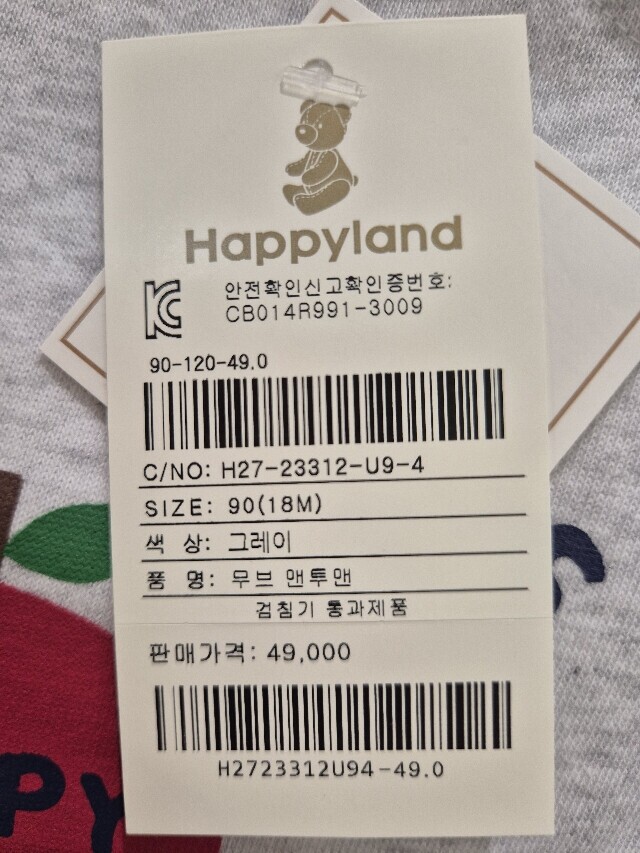 Happyland
안전확인신고확인증번호:
CB014R991-3009
90-120-49.0
C/NO: H27-23312-U9-4
SIZE: 90(18M)
색 상: 그레이
품 명: 무브 맨투맨
검침기 통과제품
판매가격: 49,000
H2723312U94-49.0
PY